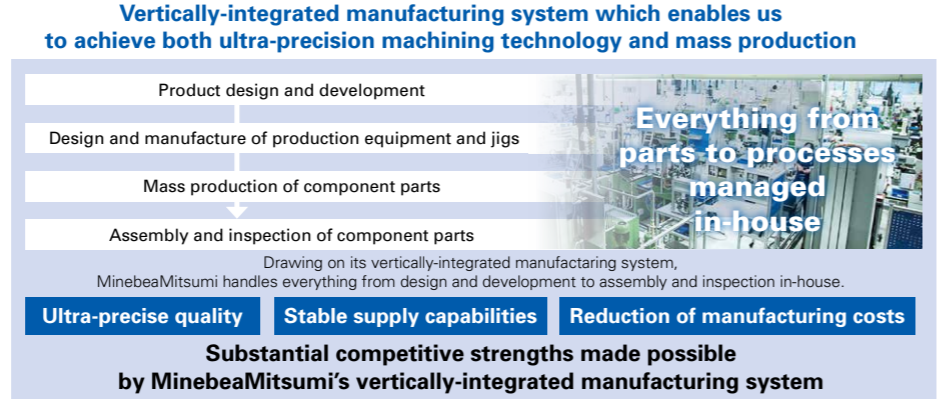 Vertically-integrated manufacturing system which enables us
to achieve both ultra-precision machining technology and mass production
Product design and development
Design and manufacture of production equipment and jigs
Mass production of component parts
Assembly and inspection of component parts
Everything from
parts to processes
managed
in-house
Drawing on its vertically-integrated manufactaring system,
MinebeaMitsumi handles everything from design and development to assembly and inspection in-house.
Ultra-precise quality
Stable supply capabilities
Reduction of manufacturing costs
Substantial competitive strengths made possible
by MinebeaMitsumi's vertically-integrated manufacturing system